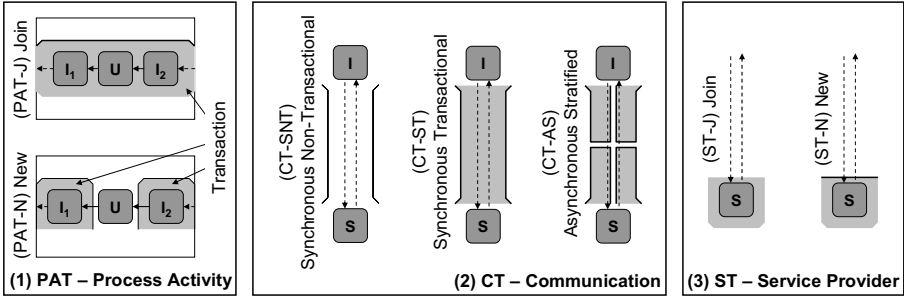 (PAT-J) Join
I1
U
I2
Transaction
(PAT-N) New
I1
U
I2
(1) PAT – Process Activity
(CT-SNT)
Synchronous Non-Transactional
I
S
(CT-ST)
Synchronous Transactional
I
S
(CT-AS)
Asynchronous Stratified
I
S
(2) CT – Communication
(ST-J) Join
S
(ST-N) New
S
(3) ST – Service Provider